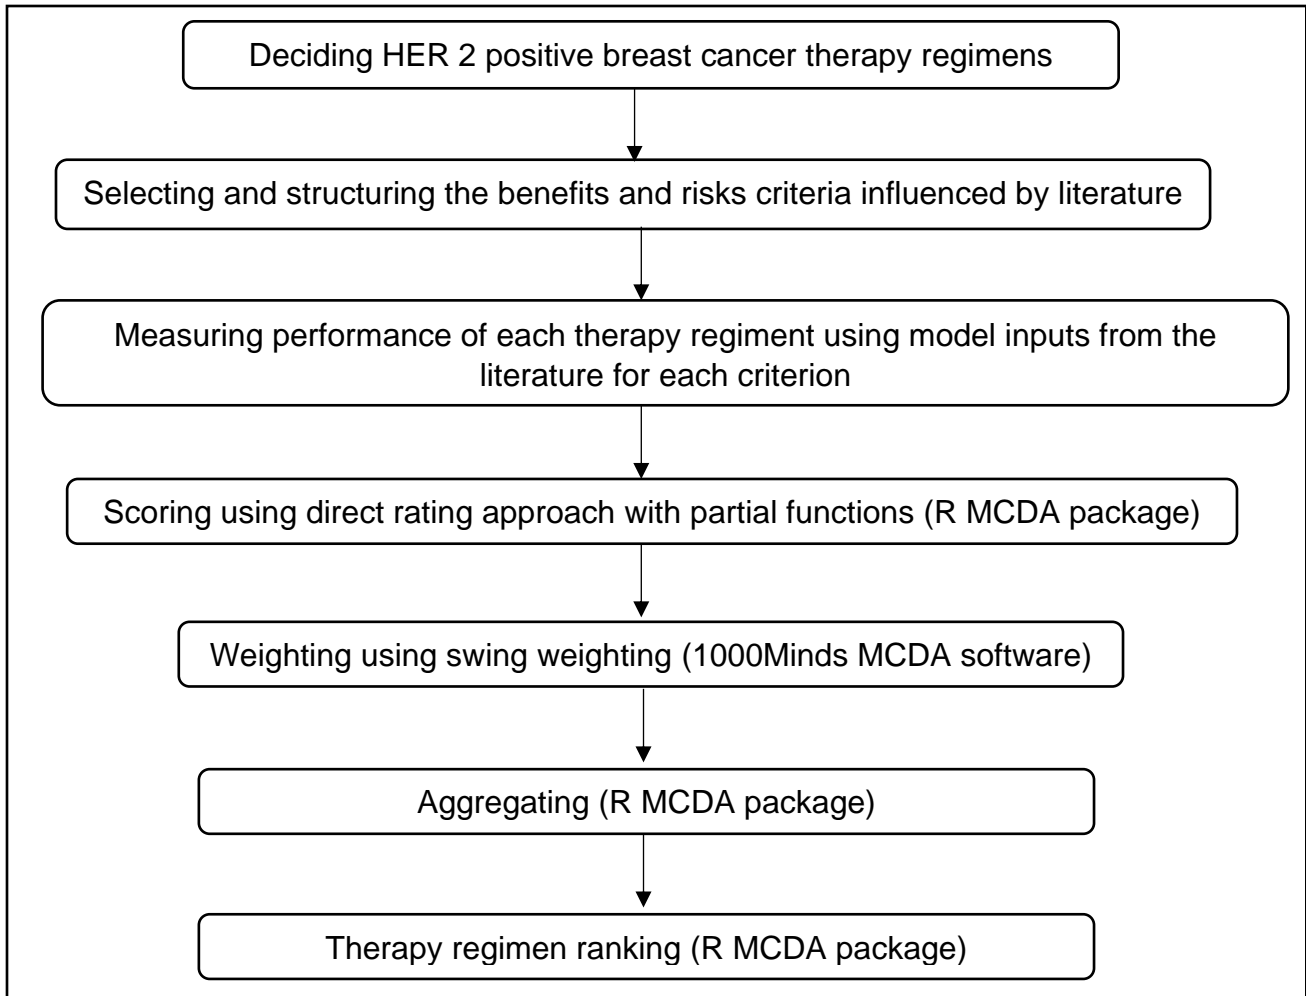 Deciding HER 2 positive breast cancer therapy regimens
Selecting and structuring the benefits and risks criteria influenced by literature
Measuring performance of each therapy regiment using model inputs from the
literature for each criterion
Scoring using direct rating approach with partial functions (R MCDA package)
Weighting using swing weighting (1000Minds MCDA software)
Aggregating (R MCDA package)
Therapy regimen ranking (R MCDA package)